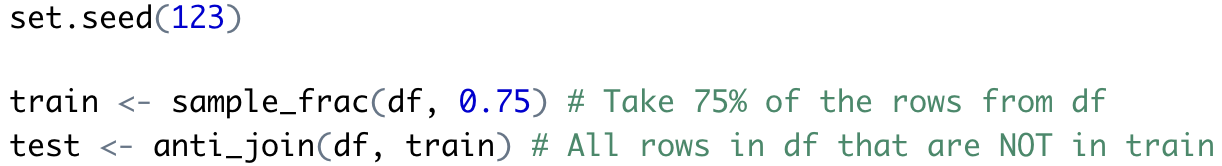 set.seed(123)
train <- sample_frac(df, 0.75) # Take 75% of the rows from df
test <- anti_join(df, train) # All rows in df that are NOT in train